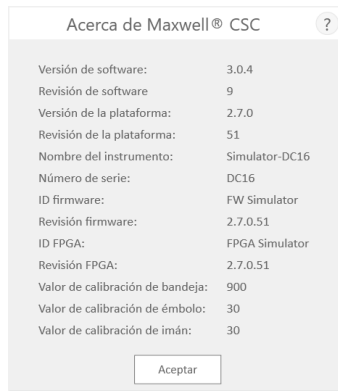 Acerca de Maxwell® CSC ?
Versión de software: 3.0.4
Revisión de software 9
Versión de la plataforma: 2.7.0
Revisión de la plataforma: 51
Nombre del instrumento: Simulator-DC16
Número de serie: DC16
ID firmware: FW Simulator
Revisión firmware: 2.7.0.51
ID FPGA: FPGA Simulator
Revisión FPGA: 2.7.0.51
Valor de calibración de bandeja: 900
Valor de calibración de émbolo: 30
Valor de calibración de imán: 30
Aceptar